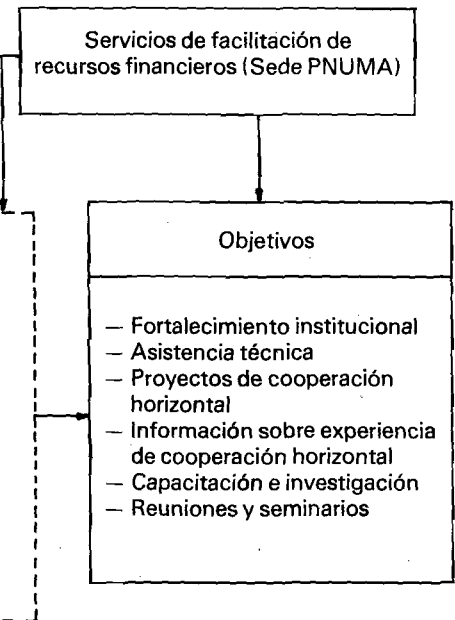 Servicios de facilitación de
recursos financieros (Sede PNUMA)
Objetivos
— Fortalecimiento institucional
— Asistencia técnica
— Proyectos de cooperación
horizontal
— Información sobre experiencia
de cooperación horizontal
— Capacitación e investigación
— Reuniones y seminarios